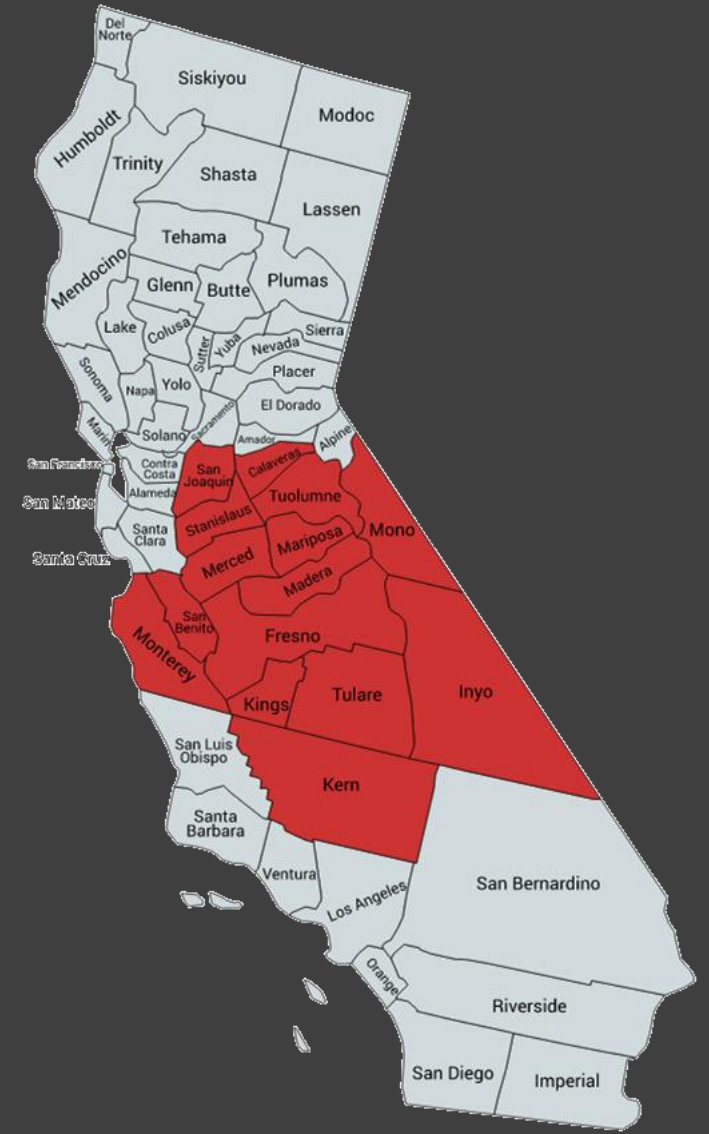 Del
Norte
Siskiyou
Modoc
Humboldt
Trinity
Shasta
Lassen
Tehama
Mendocino
Glenn
Butte
Plumas
Lake
Colusa
Sutter
Yuba
Sierra
Nevada
Placer
Sonoma
Napa
Yolo
El Dorado
Sacramento
Marin
Solano
Amador
Alpine
San Francisco
Contra
Costa
San
Joaquin
Calaveras
Alameda
Tuolumne
San Mateo
Stanislaus
Mono
Santa
Clara
Mariposa
Santa Cruz
Merced
Madera
San
Benito
Fresno
Monterey
Kings
Tulare
Inyo
San Luis
Obispo
Kern
Santa
Barbara
Ventura
Los Angeles
San Bernardino
Orange
Riverside
San Diego
Imperial